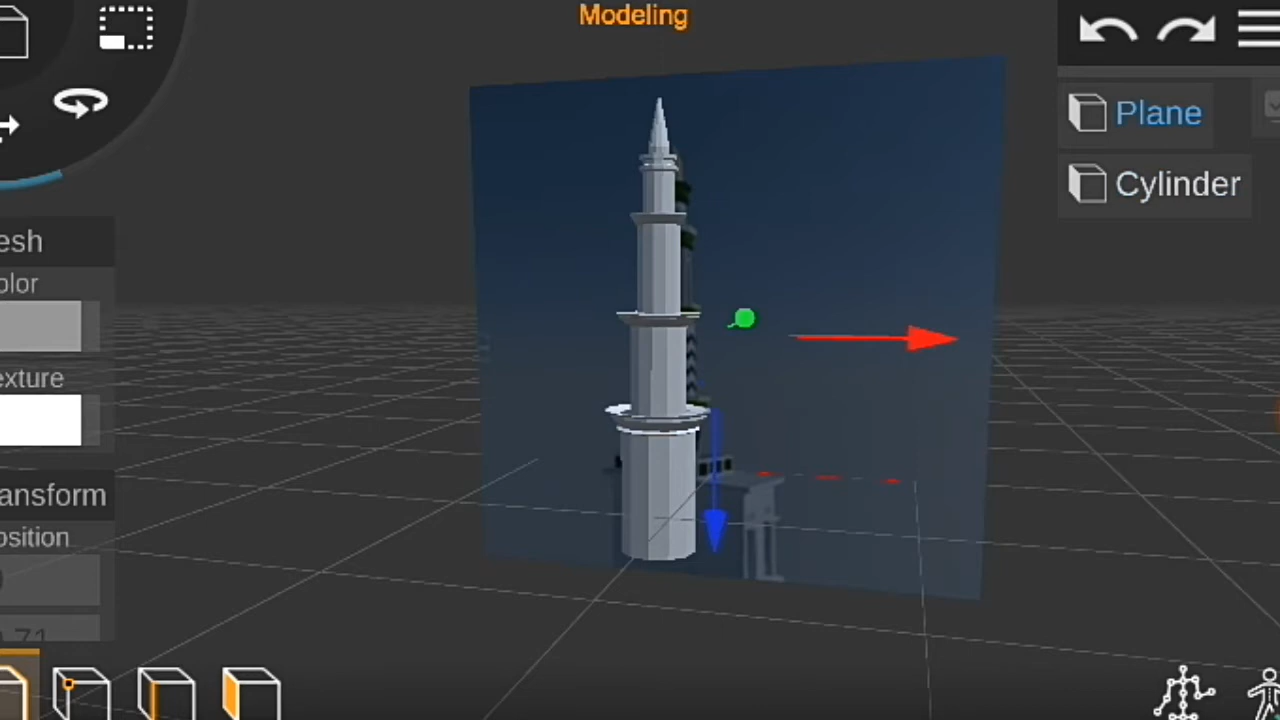 Modeling
Plane
Cylinder
esh
olor
exture
ansform
osition